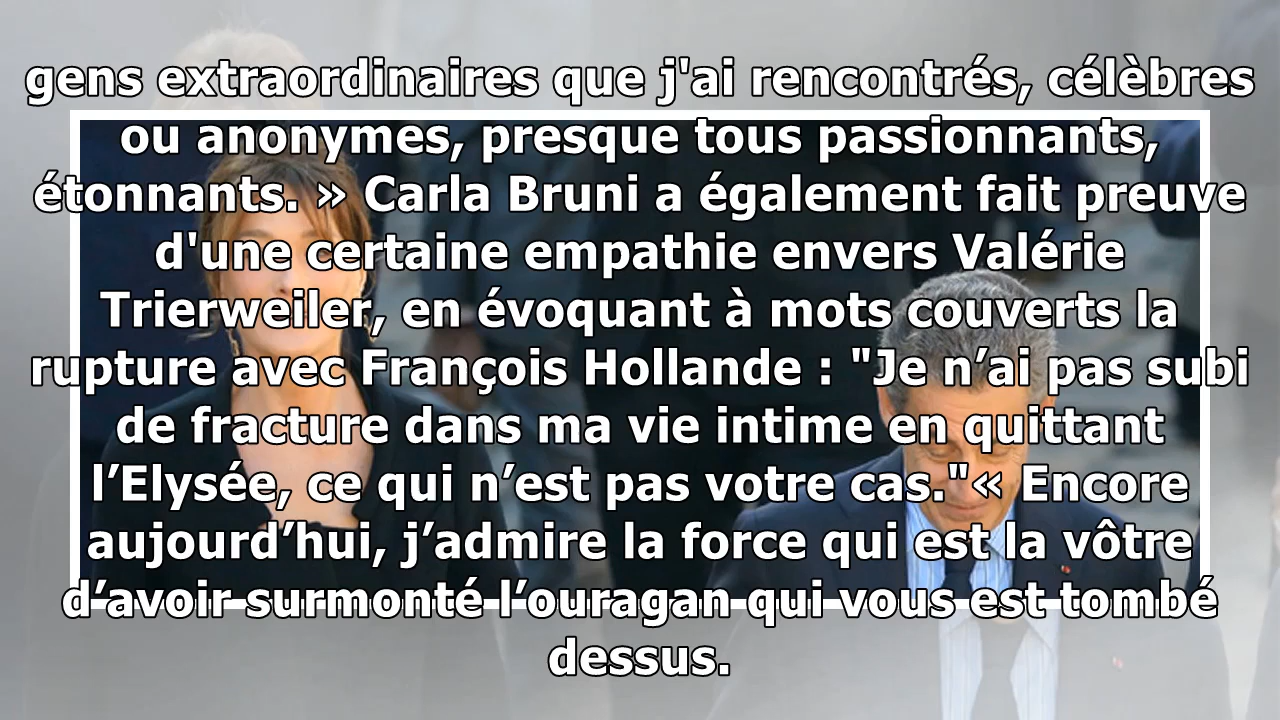 gens extraordinaires que j'ai rencontrés, célèbres
ou anonymes, presque tous passionnants,
étonnants. » Carla Bruni a également fait preuve
d'une certaine empathie envers Valérie
Trierweiler, en évoquant à mots couverts la
rupture avec François Hollande : "Je n’ai pas subi
de fracture dans ma vie intime en quittant
l’Elysée, ce qui n’est pas votre cas."« Encore
aujourd’hui, j’admire la force qui est la vôtre
d’avoir surmonté l’ouragan qui vous est tombé
dessus.